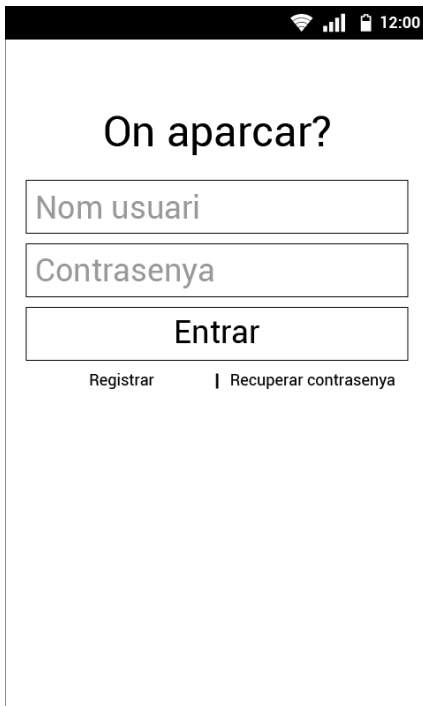 12:00
On aparcar?
Nom usuari
Contrasenya
Entrar
Registrar | Recuperar contrasenya